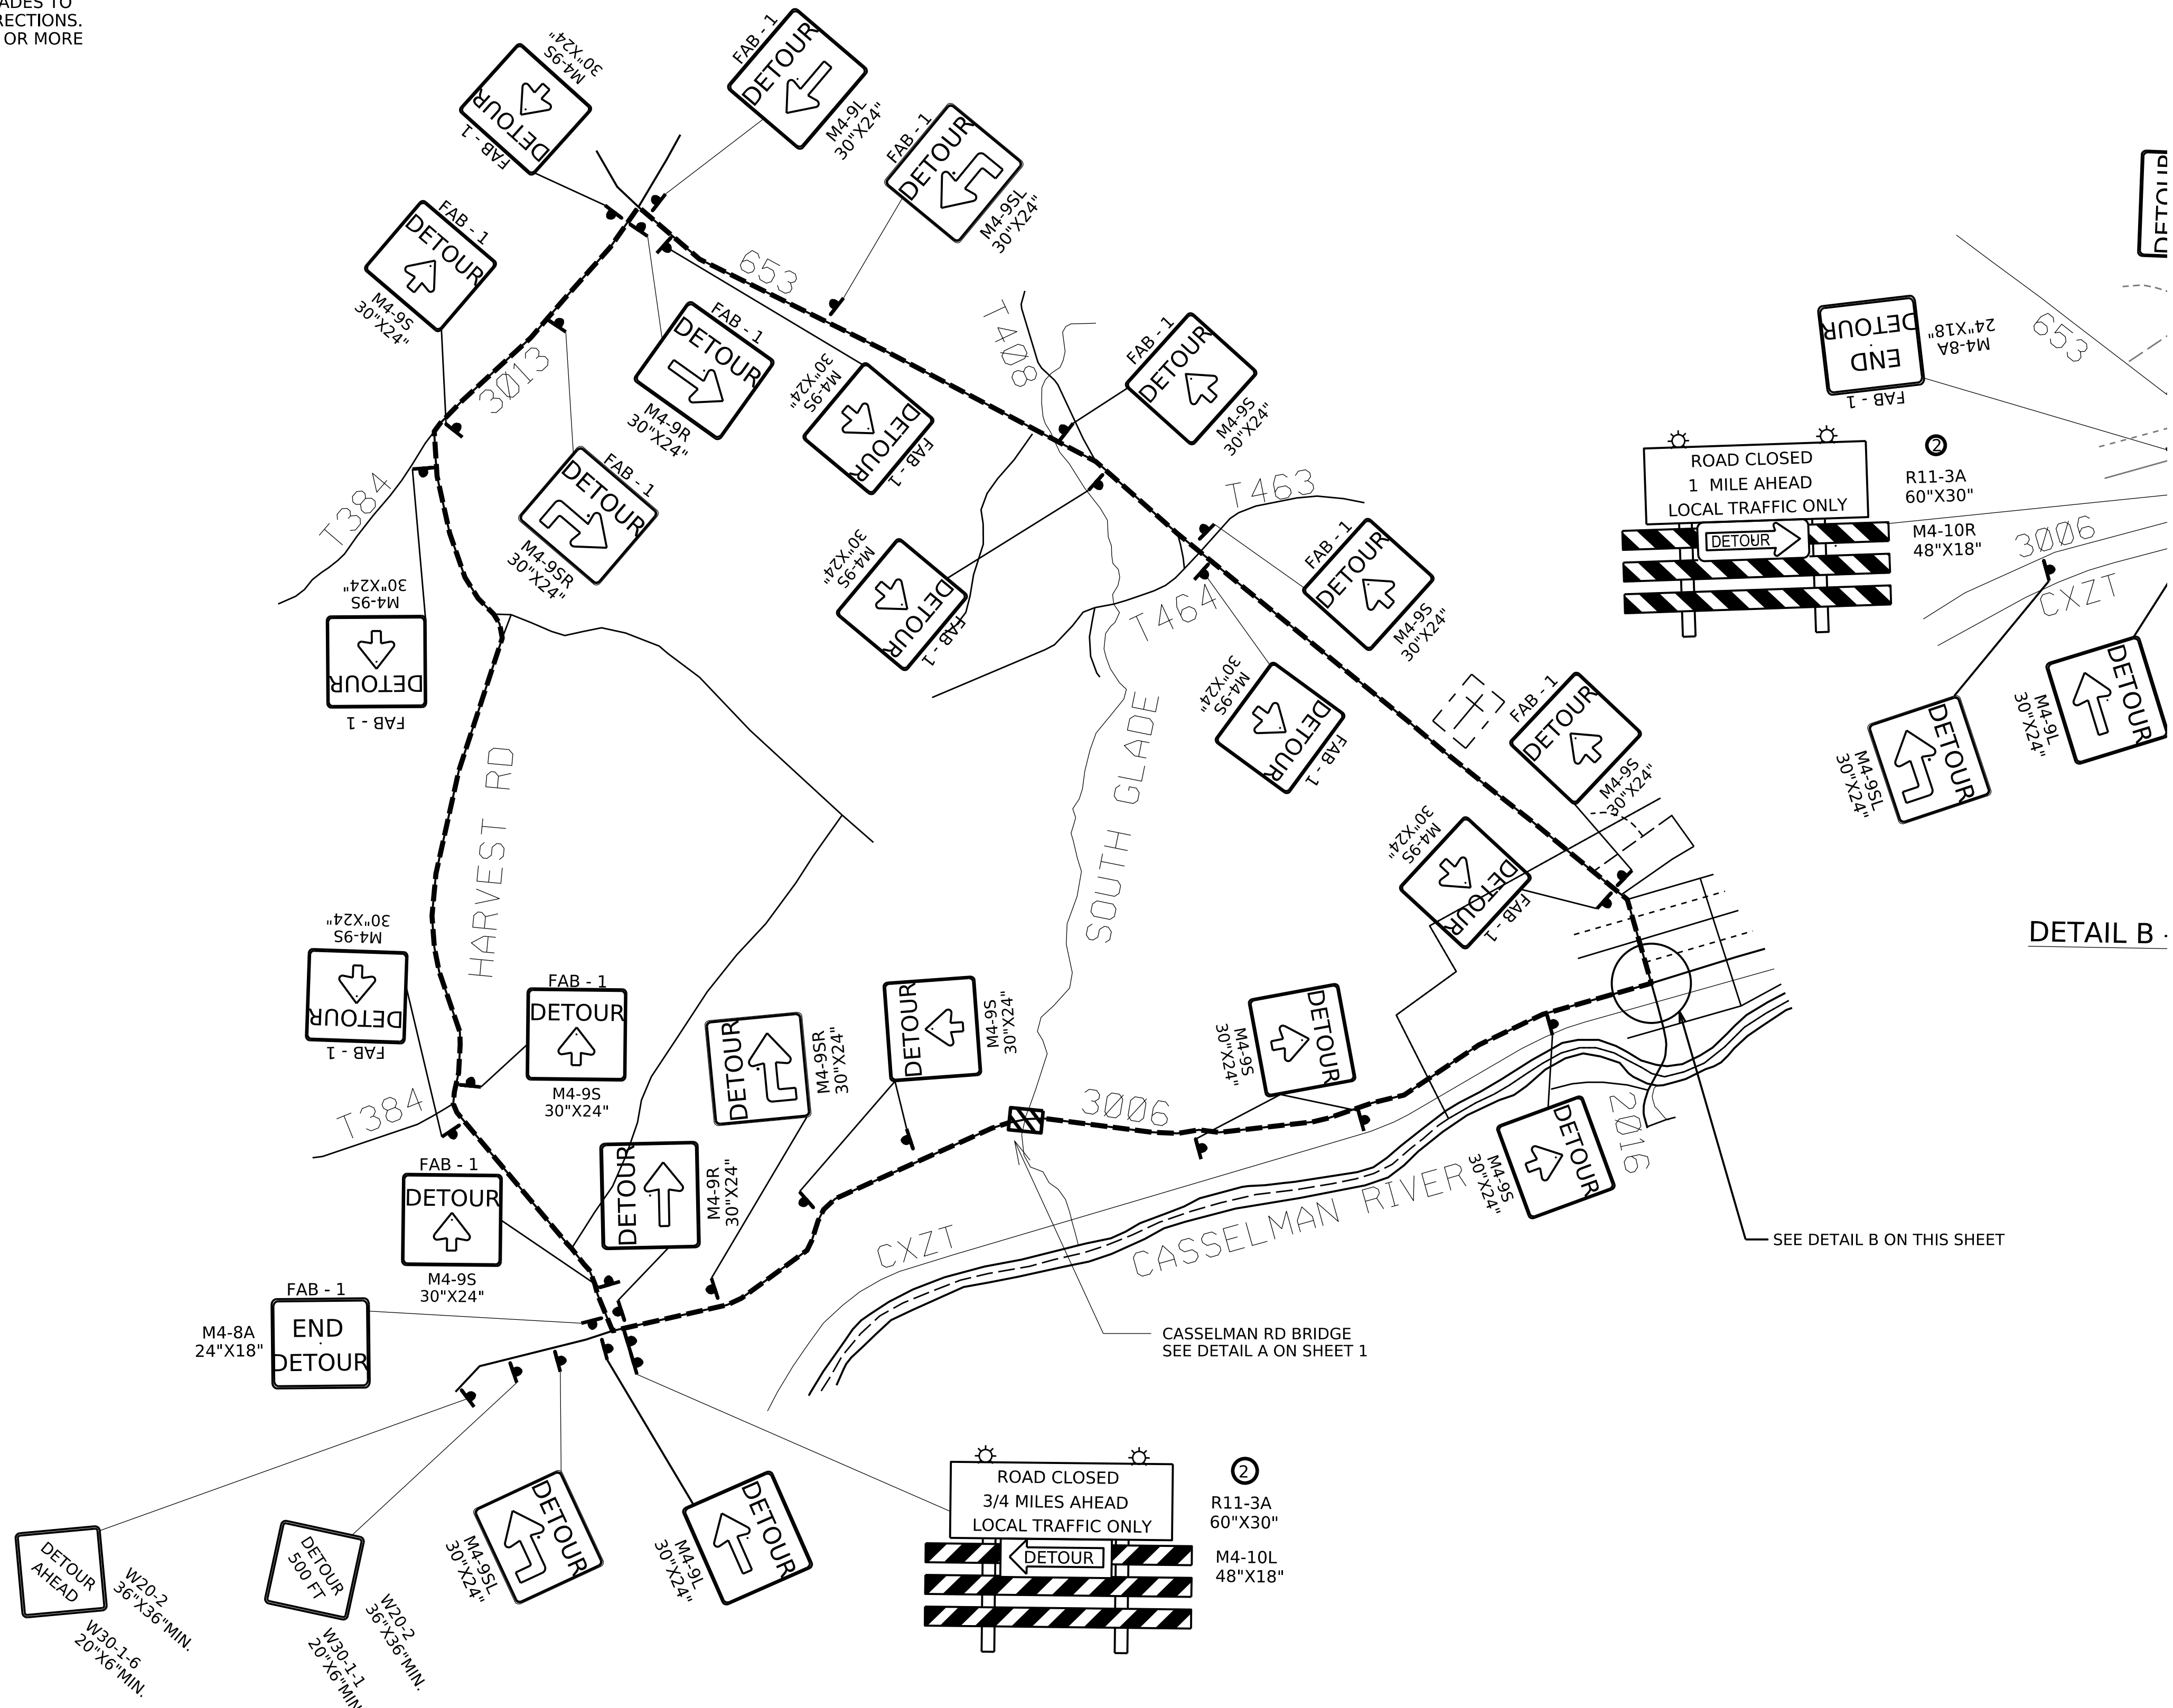 ADES TO
RECTIONS.
OR MORE
M4-9S
30"X24"
DETOUR
FAB - 1
FAB - 1
DETOUR
M4-9L
30"X24"
FAB - 1
DETOUR
M4-9SL
30"X24"
FAB - 1
DETOUR
M4-9S
30"X24"
653
T408
3013
FAB - 1
DETOUR
M4-9R
30"X24"
M4-9S
30"X24"
DETOUR
FAB - 1
FAB - 1
DETOUR
M4-9S
30"X24"
FAB - 1
DETOUR
M4-9SR
30"X24"
T384
M4-9S
30"X24"
DETOUR
FAB - 1
T463
T464
FAB - 1
DETOUR
M4-9S
30"X24"
M4-9S
30"X24"
DETOUR
FAB - 1
M4-9S
30"X24"
DETOUR
FAB - 1
FAB - 1
DETOUR
M4-9S
30"X24"
M4-9S
30"X24"
DETOUR
FAB - 1
HARVEST RD
SOUTH GLADE
M4-9S
30"X24"
DETOUR
FAB - 1
FAB - 1
DETOUR
M4-9S
30"X24"
T384
DETOUR
M4-9SR
30"X24"
DETOUR
M4-9S
30"X24"
DETOUR
M4-9S
30"X24"
3006
DETOUR
M4-9S
30"X24"
2016
FAB - 1
DETOUR
M4-9S
30"X24"
DETOUR
M4-9R
30"X24"
CXZT
CASSELMAN RIVER
SEE DETAIL B ON THIS SHEET
FAB - 1
END
DETOUR
M4-8A
24"X18"
CASSELMAN RD BRIDGE
SEE DETAIL A ON SHEET 1
DETOUR
AHEAD
W20-2
36"X36"MIN.
W30-1-6
20"X6"MIN.
DETOUR
500 FT
W20-2
36"X36"MIN.
W30-1-1
20"X6"MIN
DETOUR
M4-9SL
30"X24"
DETOUR
M4-9L
30"X24"
ROAD CLOSED
3/4 MILES AHEAD
LOCAL TRAFFIC ONLY
DETOUR
2
R11-3A
60"X30"
M4-10L
48"X18"
DETOUR
653
END
DETOUR
M4-8A
24"X18"
FAB - 1
ROAD CLOSED
1 MILE AHEAD
LOCAL TRAFFIC ONLY
DETOUR
2
R11-3A
60"X30"
M4-10R
48"X18"
3006
CXZT
DETOUR
M4-9SL
30"X24"
DETOUR
M4-9L
30"X24"
DETAIL B